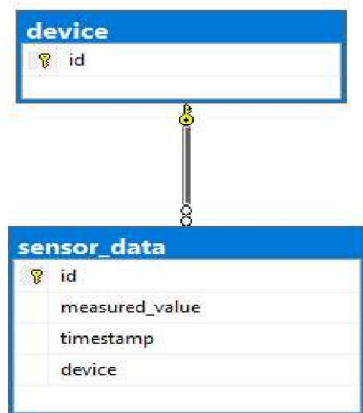 device
id
sensor_data
id
measured_value
timestamp
device